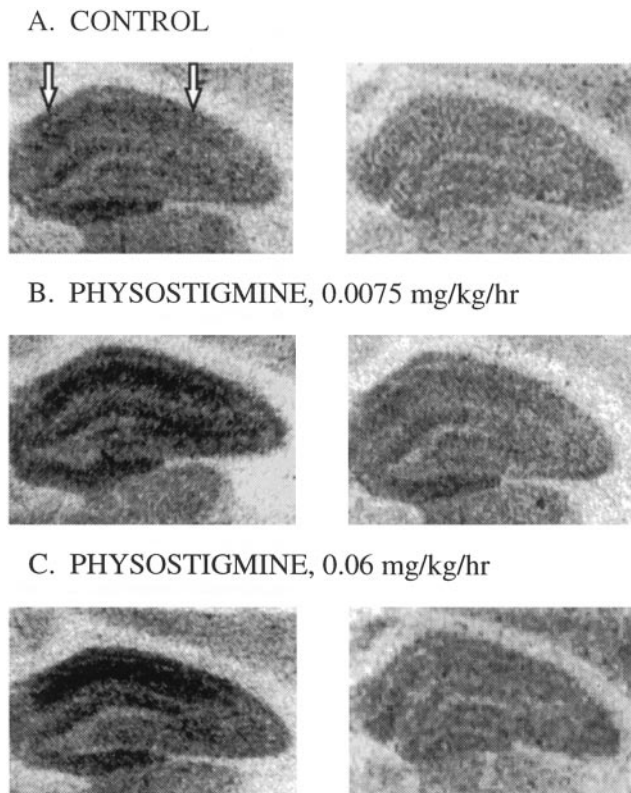 A. CONTROL
B. PHYSOSTIGMINE, 0.0075 mg/kg/hr
C. PHYSOSTIGMINE, 0.06 mg/kg/hr